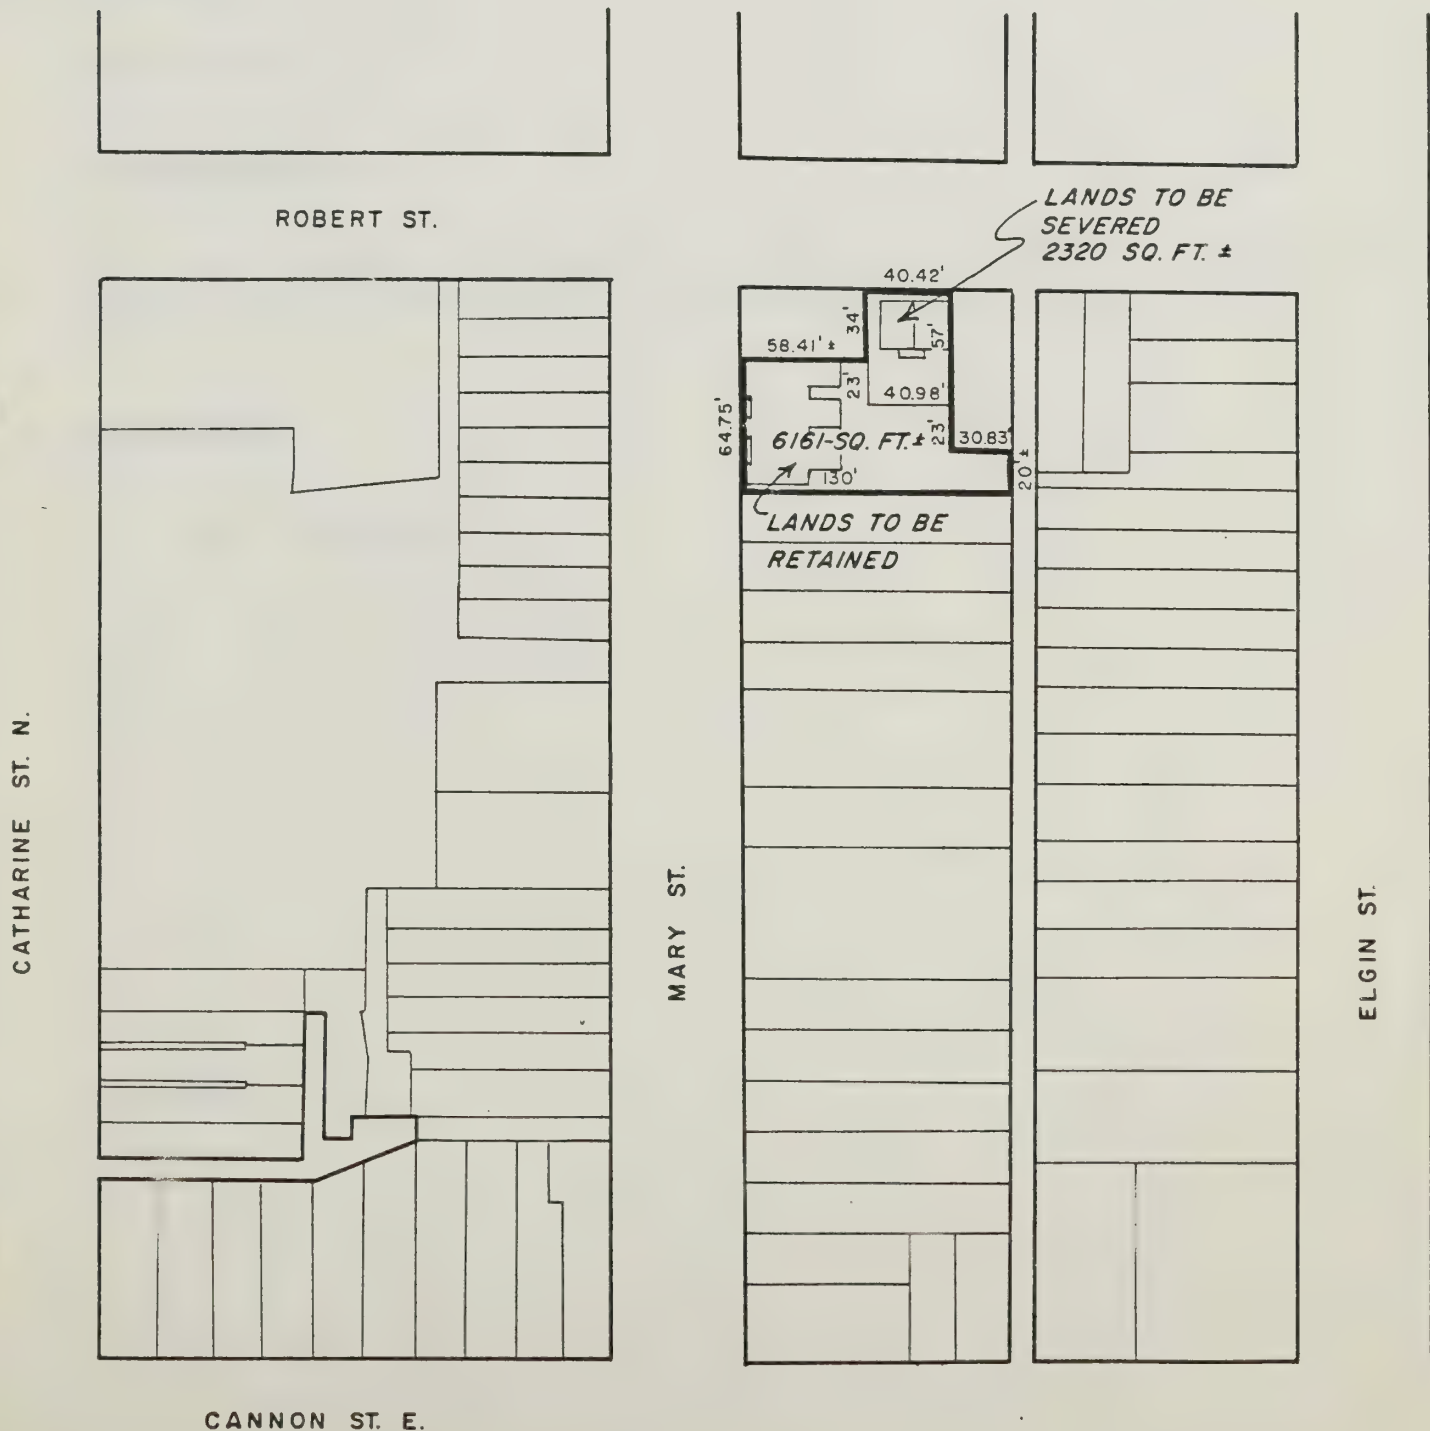 ROBERT ST.
LANDS TO BE
SEVERED
2320 SQ. FT. ±
40.42'
34'
57'
58.41' ±
23'
40.98'
64.75'
6161-SQ. FT. ±
23'
30.83'
20' ±
130'
LANDS TO BE
RETAINED
CATHARINE ST. N.
MARY ST.
ELGIN ST.
CANNON ST. E.